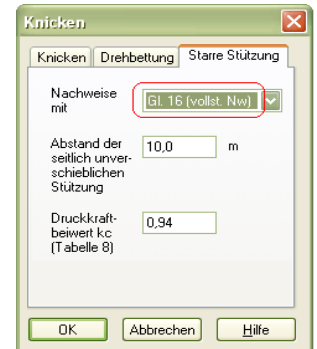 Knicken
Knicken Drehbettung Starre Stützung
Nachweise
mit
Gl. 16 (vollst. Nw)
Abstand der
seitlich unver-
schieblichen
Stützung
10,0 m
Druckkraft-
beiwert kc
(Tabelle 8)
0,94
OK Abbrechen Hilfe